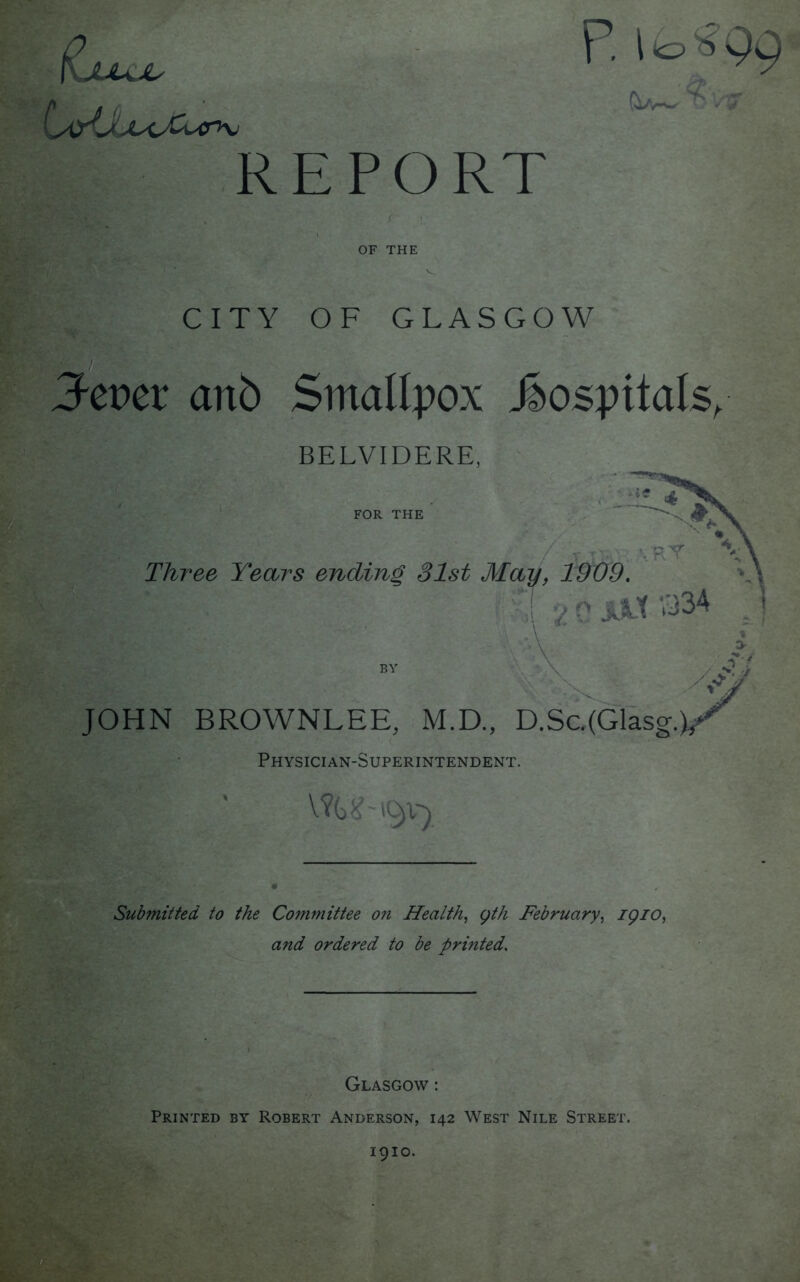 P. 10899
REPORT
OF THE
CITY OF GLASGOW
Fever and Smallpox Hospitals,
BELVIDERE,
FOR THE
Three Years ending 31st May, 1909.
BY
JOHN BROWNLEE, M.D., D.Sc.(Glasg.),
PHYSICIAN-SUPERINTENDENT.
Submitted to the Committee on Health, 9th February, 1910,
and ordered to be printed.
GLASGOW:
PRINTED BY ROBERT ANDERSON, 142 WEST NILE STREET.
1910.